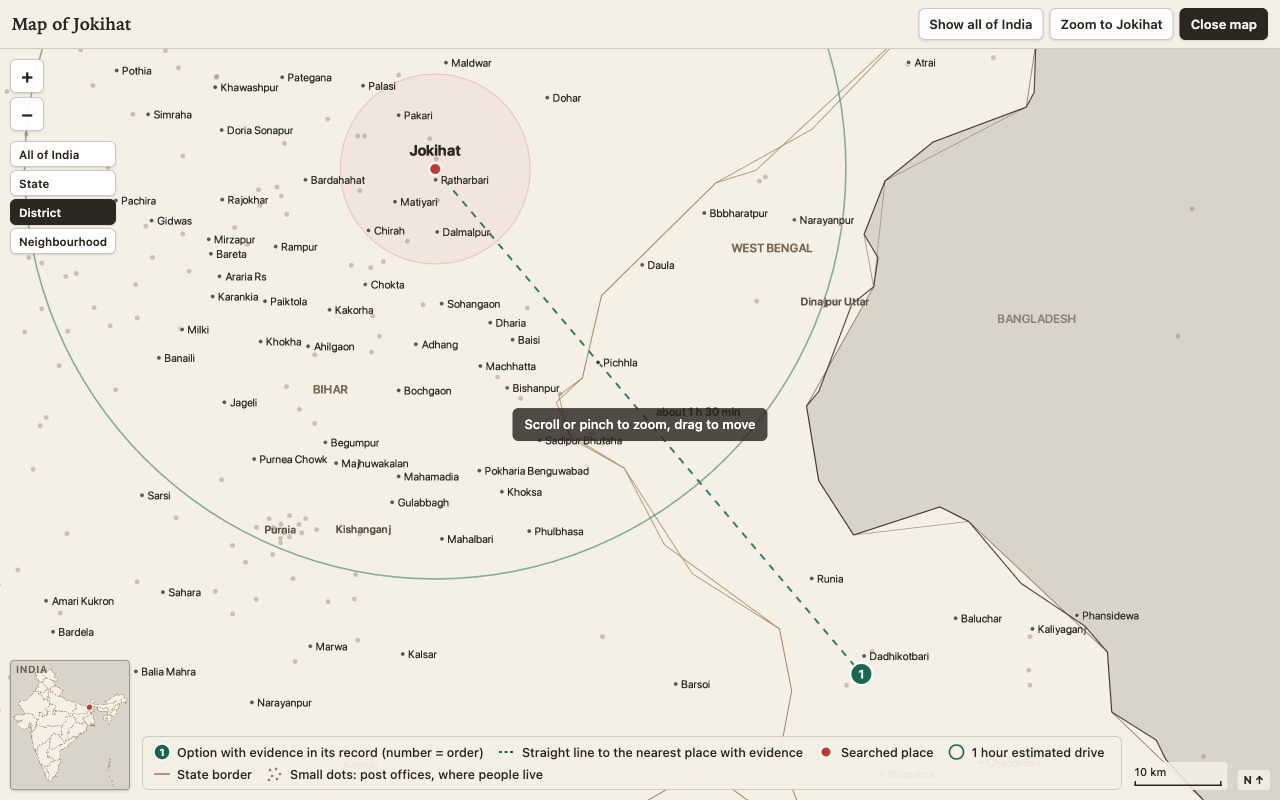 Map of Jokihat
Show all of India
Zoom to Jokihat
Close map
+
−
All of India
State
District
Neighbourhood
Pothia
Khawashpur
Pategana
Maldwar
Palasi
Dohar
Atrai
Simraha
Doria Sonapur
Pakari
Jokihat
Bardahahat
Ratharbari
Pachira
Rajokhar
Matiyari
Gidwas
Chirah
Dalmalpur
Bbbharatpur
Narayanpur
Mirzapur
Rampur
Bareta
WEST BENGAL
Daula
Araria Rs
Chokta
Karankia
Paiktola
Kakorha
Sohangaon
Dinajpur Uttar
BANGLADESH
Dharia
Milki
Khokha
Ahilgaon
Adhang
Baisi
Banaili
Machhatta
Pichhla
BIHAR
Bochgaon
Bishanpur
Jageli
about 1 h 30 min
Scroll or pinch to zoom, drag to move
Sadipur Bhutaha
Begumpur
Purnea Chowk
Majhuwakalan
Mahamadia
Pokharia Benguwabad
Sarsi
Gulabbagh
Khoksa
Purnia
Kishanganj
Mahalbari
Phulbhasa
Runia
Sahara
Amari Kukron
Bardela
Baluchar
Phansidewa
Kaliyaganj
Marwa
Kalsar
Dadhikotbari
1
Balia Mahra
Barsoi
Narayanpur
INDIA
1 Option with evidence in its record (number = order)
Straight line to the nearest place with evidence
Searched place
1 hour estimated drive
State border
Small dots: post offices, where people live
Bhupalpur
Chandmoni
10 km
N ↑